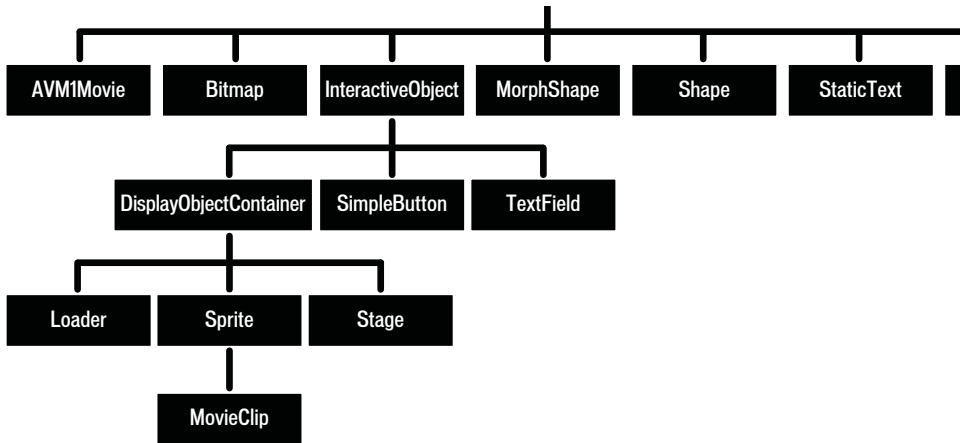 AVM1Movie
Bitmap
InteractiveObject
MorphShape
Shape
StaticText
DisplayObjectContainer
SimpleButton
TextField
Loader
Sprite
Stage
MovieClip